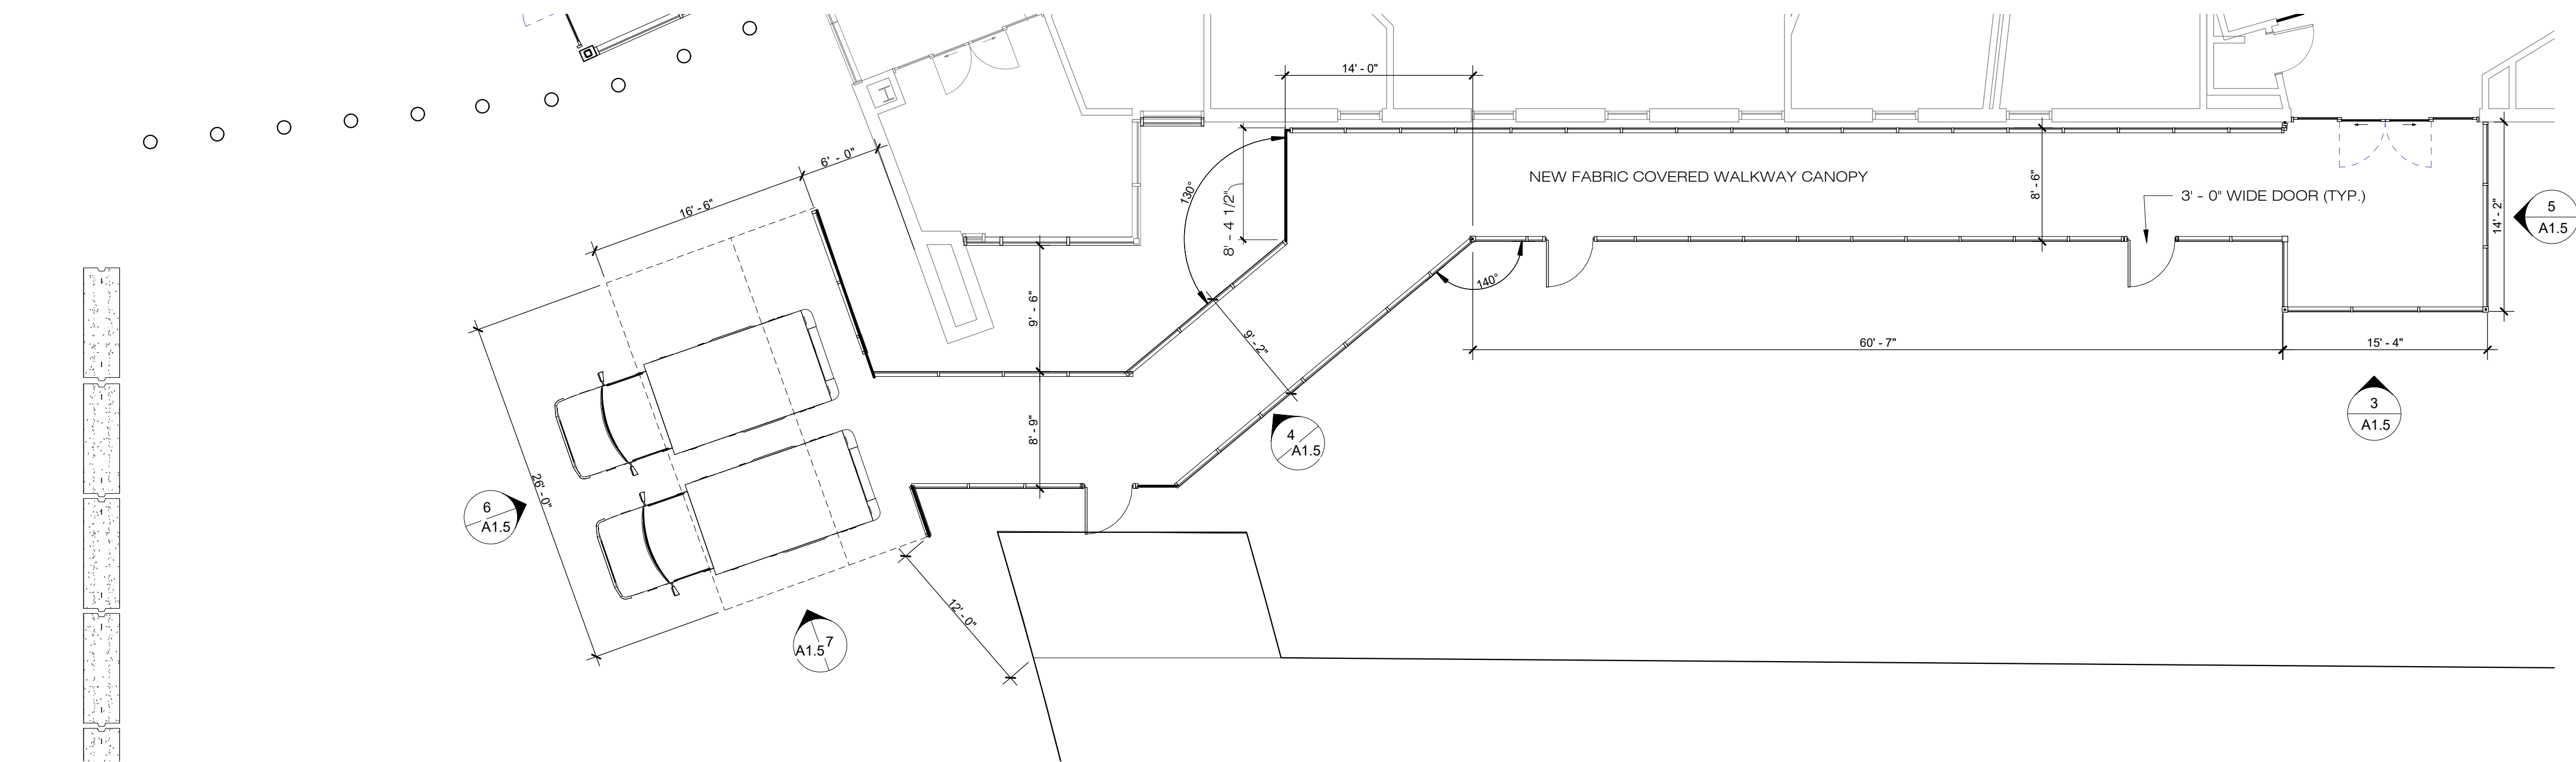 14' - 0"
6' - 0"
16' - 6"
130°
8' - 4 1/2"
NEW FABRIC COVERED WALKWAY CANOPY
8' - 6"
3' - 0" WIDE DOOR (TYP.)
14' - 2"
5
A1.5
9' - 6"
140°
9' - 2"
60' - 7"
15' - 4"
3
A1.5
8' - 9"
4
A1.5
26' - 0"
6
A1.5
12' - 0"
7
A1.5